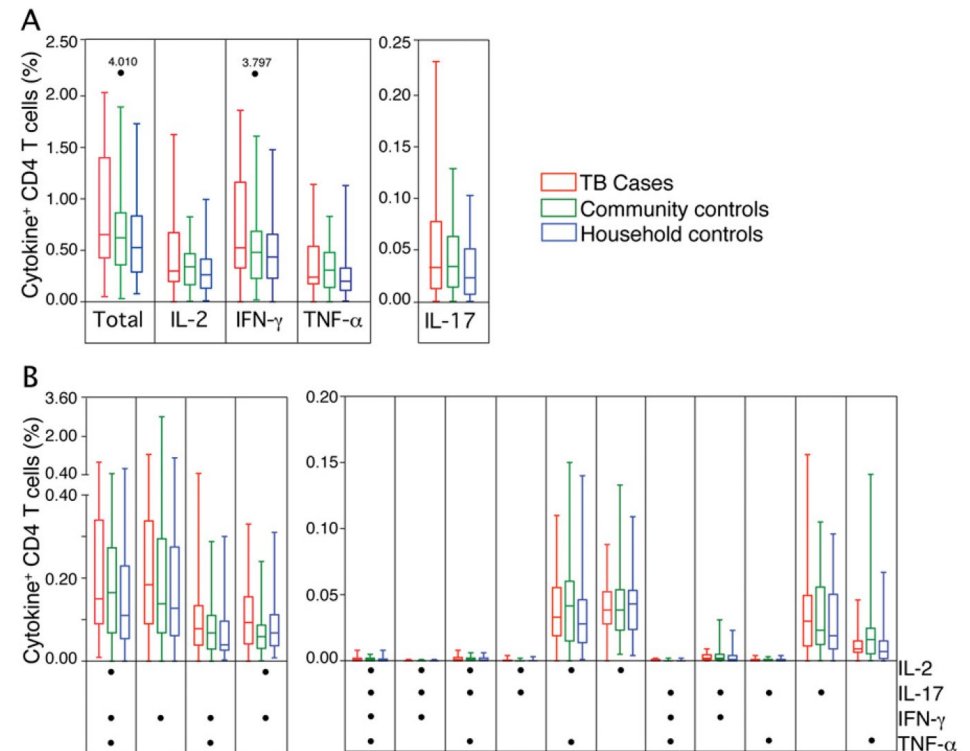 A
2.50
2.00
1.50
1.00
0.50
0.00
Cytokine⁺ CD4 T cells (%)
4.010
3.797
Total IL-2 IFN-γ TNF-α
0.25
0.20
0.15
0.10
0.05
0.00
IL-17
TB Cases
Community controls
Household controls
B
3.60
2.00
0.40
0.40
0.20
0.00
Cytokine⁺ CD4 T cells (%)
0.20
0.15
0.10
0.05
0.00
IL-2
IL-17
IFN-γ
TNF-α